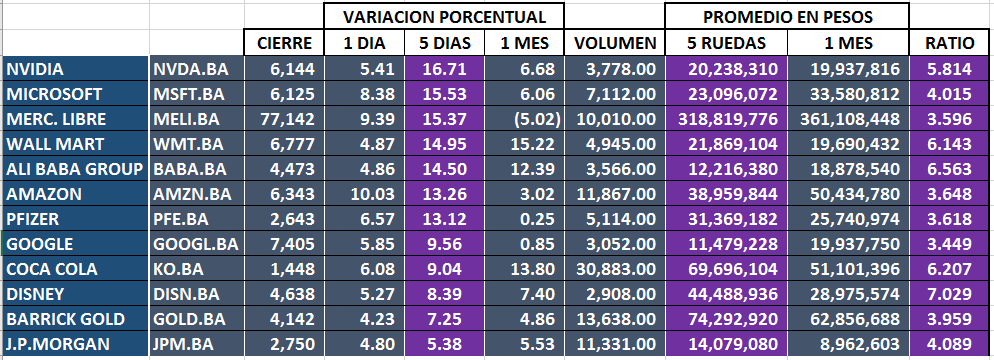 VARIACION PORCENTUAL PROMEDIO EN PESOS
CIERRE 1 DIA 5 DIAS 1 MES VOLUMEN 5 RUEDAS 1 MES RATIO
NVIDIA NVDA.BA 6,144 5.41 16.71 6.68 3,778.00 20,238,310 19,937,816 5.814
MICROSOFT MSFT.BA 6,125 8.38 15.53 6.06 7,112.00 23,096,072 33,580,812 4.015
MERC. LIBRE MELI.BA 77,142 9.39 15.37 (5.02) 10,010.00 318,819,776 361,108,448 3.596
WALL MART WMT.BA 6,777 4.87 14.95 15.22 4,945.00 21,869,104 19,690,432 6.143
ALI BABA GROUP BABA.BA 4,473 4.86 14.50 12.39 3,566.00 12,216,380 18,878,540 6.563
AMAZON AMZN.BA 6,343 10.03 13.26 3.02 11,867.00 38,959,844 50,434,780 3.648
PFIZER PFE.BA 2,643 6.57 13.12 0.25 5,114.00 31,369,182 25,740,974 3.618
GOOGLE GOOGL.BA 7,405 5.85 9.56 0.85 3,052.00 11,479,228 19,937,750 3.449
COCA COLA KO.BA 1,448 6.08 9.04 13.80 30,883.00 69,696,104 51,101,396 6.207
DISNEY DISN.BA 4,638 5.27 8.39 7.40 2,908.00 44,488,936 28,975,574 7.029
BARRICK GOLD GOLD.BA 4,142 4.23 7.25 4.86 13,638.00 74,292,920 62,856,688 3.959
J.P.MORGAN JPM.BA 2,750 4.80 5.38 5.53 11,331.00 14,079,080 8,962,603 4.089